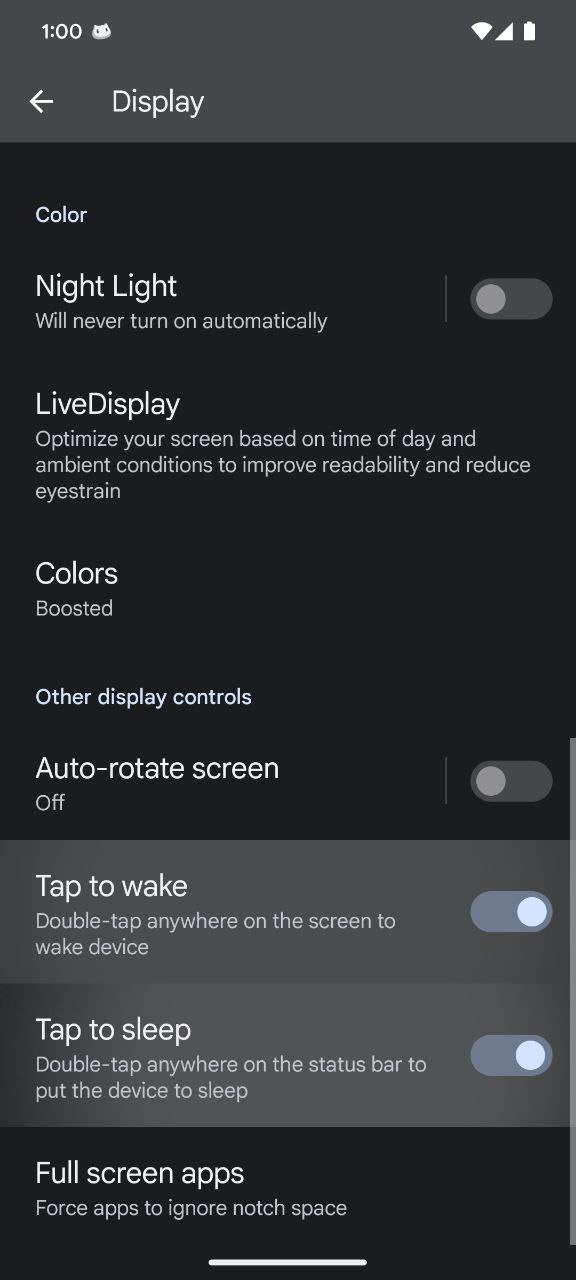 1:00
Display
Color
Night Light
Will never turn on automatically
LiveDisplay
Optimize your screen based on time of day and
ambient conditions to improve readability and reduce
eyestrain
Colors
Boosted
Other display controls
Auto-rotate screen
Off
Tap to wake
Double-tap anywhere on the screen to
wake device
Tap to sleep
Double-tap anywhere on the status bar to
put the device to sleep
Full screen apps
Force apps to ignore notch space